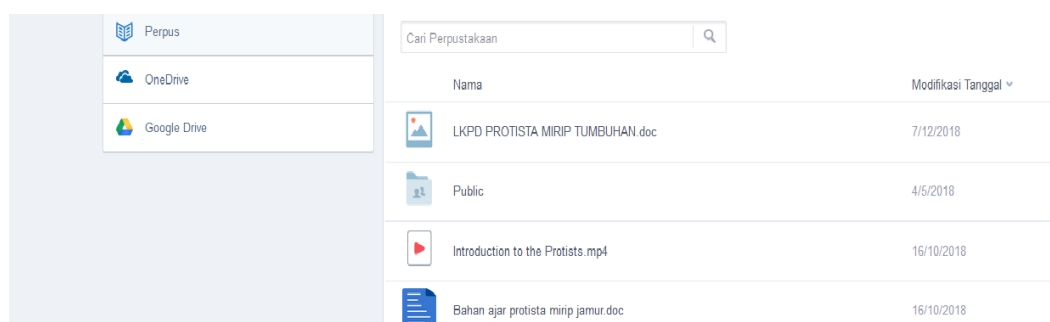 Perpus
OneDrive
Google Drive
Cari Perpustakaan
Nama Modifikasi Tanggal
LKPD PROTISTA MIRIP TUMBUHAN.doc 7/12/2018
Public 4/5/2018
Introduction to the Protists.mp4 16/10/2018
Bahan ajar protista mirip jamur.doc 16/10/2018